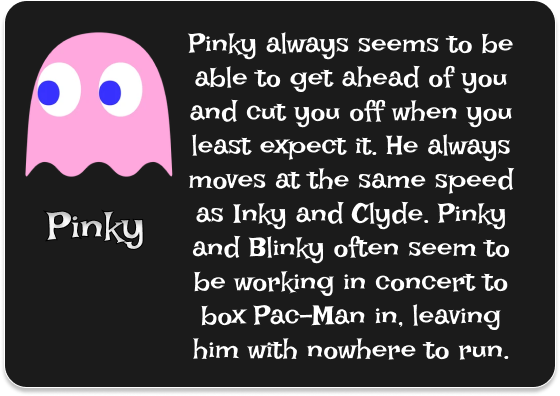 Pinky always seems to be
able to get ahead of you
and cut you off when you
least expect it. He always
moves at the same speed
as Inky and Clyde. Pinky
and Blinky often seem to
be working in concert to
box Pac-Man in, leaving
him with nowhere to run.
Pinky